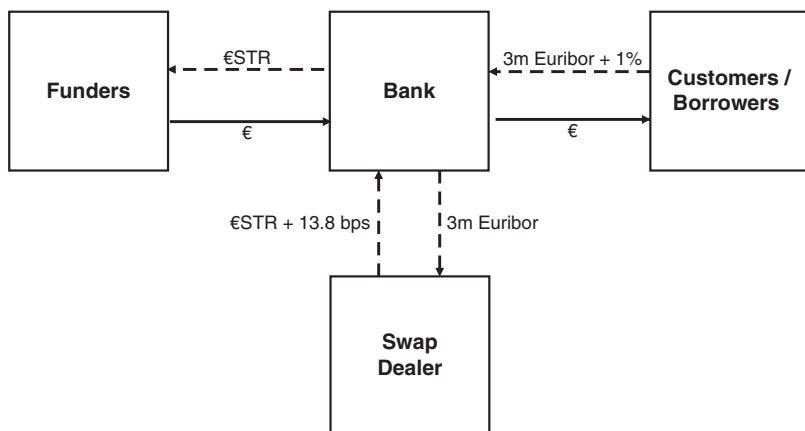 €STR
3m Euribor + 1%
Funders
Bank
Customers /
Borrowers
€
€
€STR + 13.8 bps
3m Euribor
Swap
Dealer